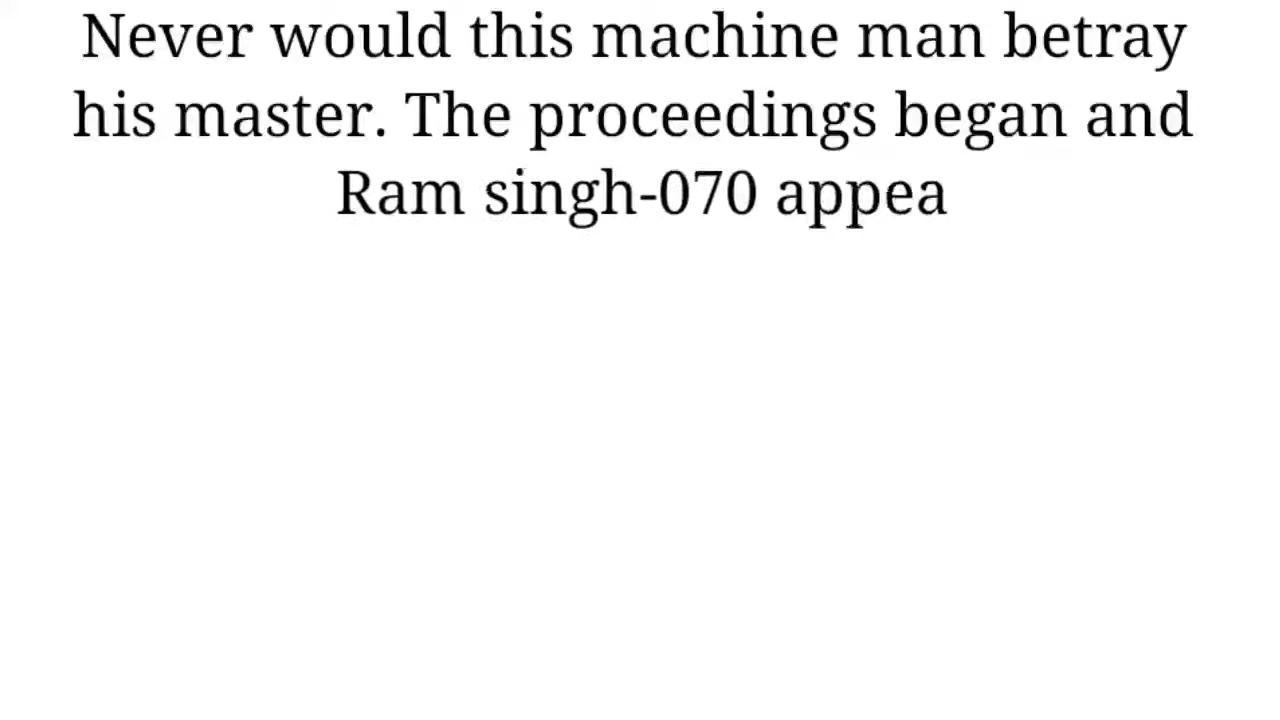 Never would this machine man betray
his master. The proceedings began and
Ram singh-070 appea